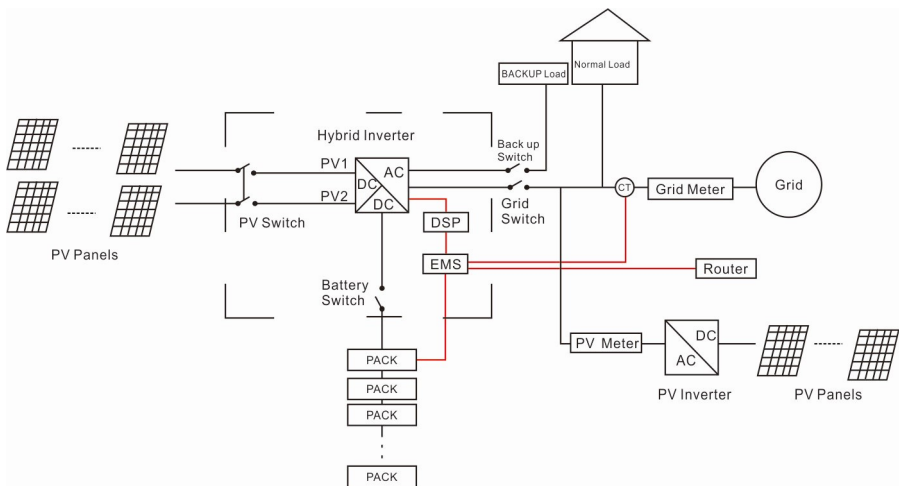 BACKUP Load
Normal Load
Hybrid Inverter
Back up
Switch
PV1
AC
DC
DC
PV2
PV Switch
Grid
Switch
CT
Grid Meter
Grid
PV Panels
DSP
EMS
Router
Battery
Switch
PACK
PACK
PACK
PACK
PV Meter
DC
AC
PV Inverter
PV Panels